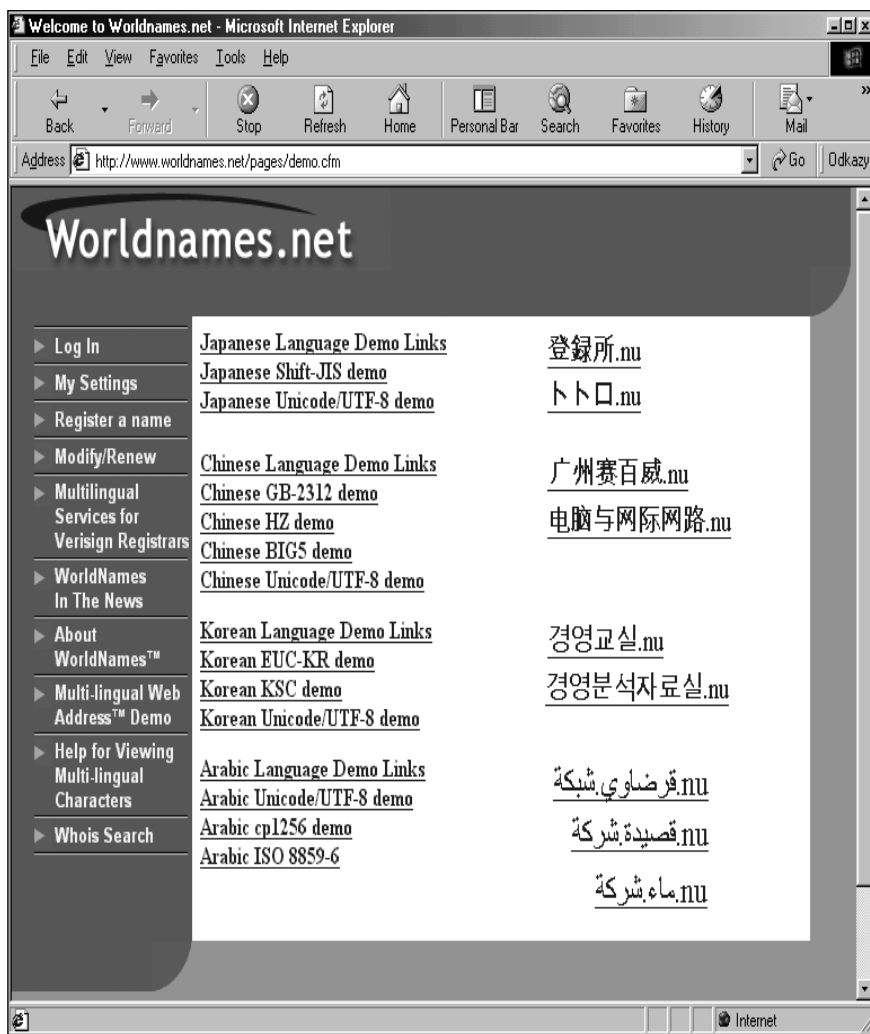 Welcome to Worldnames.net - Microsoft Internet Explorer
File Edit View Favorites Tools Help
Back Forward Stop Refresh Home Personal Bar Search Favorites History Mail
Address http://www.worldnames.net/pages/demo.cfm Go Odkazy
Worldnames.net
Log In
My Settings
Register a name
Modify/Renew
Multilingual
Services for
Verisign Registrars
WorldNames
In The News
About
WorldNames™
Multi-lingual Web
Address™ Demo
Help for Viewing
Multi-lingual
Characters
Whois Search
Japanese Language Demo Links
Japanese Shift-JIS demo
Japanese Unicode/UTF-8 demo
登録所.nu
トトロ.nu
Chinese Language Demo Links
Chinese GB-2312 demo
Chinese HZ demo
Chinese BIG5 demo
Chinese Unicode/UTF-8 demo
广州赛百威.nu
电脑与网际网路.nu
Korean Language Demo Links
Korean EUC-KR demo
Korean KSC demo
Korean Unicode/UTF-8 demo
경영교실.nu
경영분석자료실.nu
Arabic Language Demo Links
Arabic Unicode/UTF-8 demo
Arabic cp1256 demo
Arabic ISO 8859-6
قرضاوي.شبكة.nu
قصيدة.شركة.nu
ماء.شركة.nu
Internet